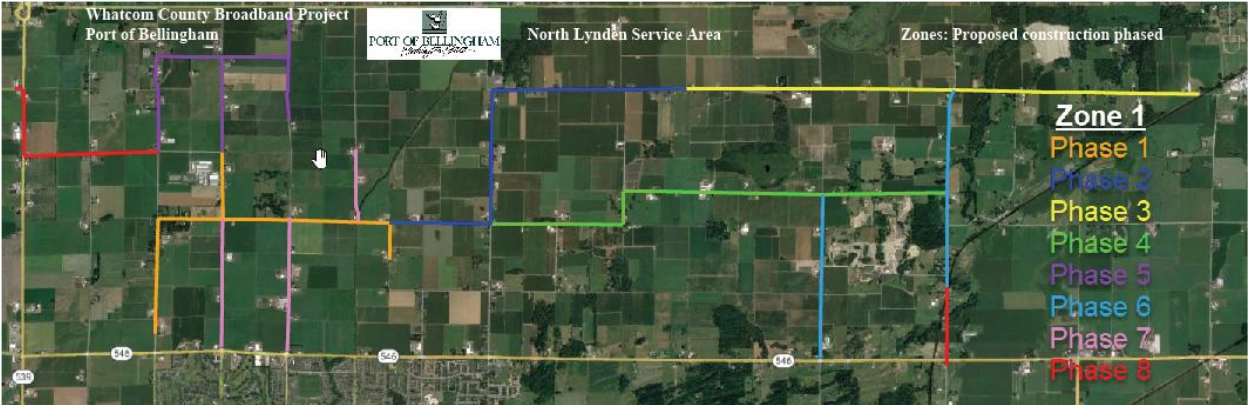 Whatcom County Broadband Project
Port of Bellingham
PORT OF BELLINGHAM
North Lynden Service Area
Zones: Proposed construction phased
Zone 1
Phase 1
Phase 2
Phase 3
Phase 4
Phase 5
Phase 6
Phase 7
Phase 8
546
546
546
539